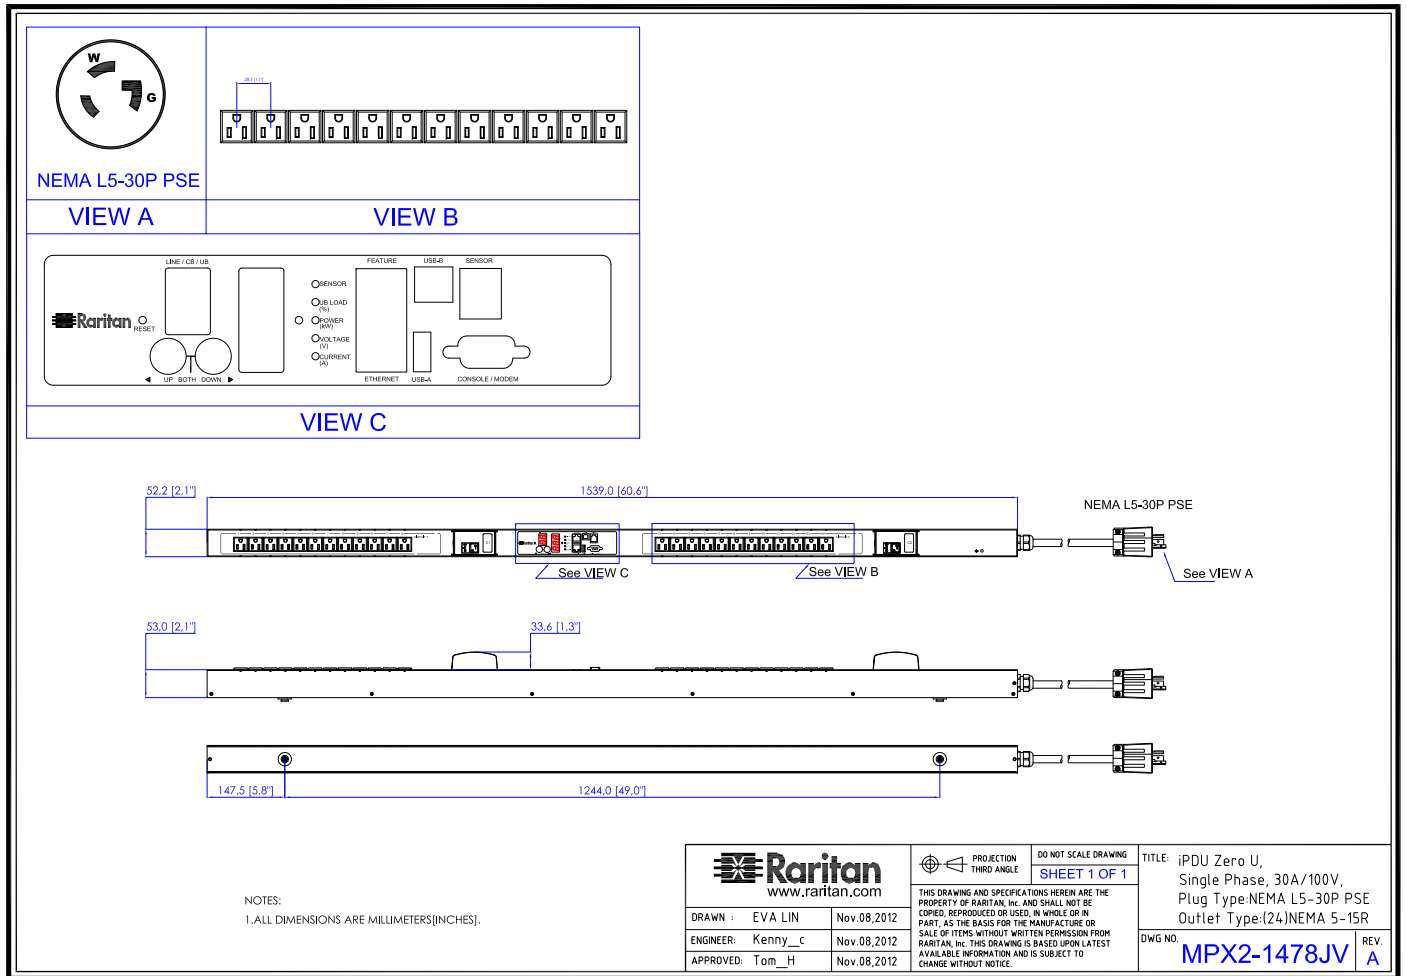 W
G
NEMA L5-30P PSE
VIEW A
28,3 [1.1"]
VIEW B
LINE / CB / UB
FEATURE
USB-B
SENSOR
Raritan
RESET
SENSOR
UB LOAD
(%)
POWER
(kW)
VOLTAGE
(V)
CURRENT
(A)
◀ UP BOTH DOWN ▶
ETHERNET
USB-A
CONSOLE / MODEM
VIEW C
52,2 [2,1"]
1539,0 [60,6"]
NEMA L5-30P PSE
See VIEW C
See VIEW B
See VIEW A
53,0 [2,1"]
33,6 [1,3"]
147,5 [5,8"]
1244,0 [49,0"]
NOTES:
1.ALL DIMENSIONS ARE MILLIMETERS[INCHES].
Raritan
www.raritan.com
DRAWN : EVA LIN Nov.08,2012
ENGINEER: Kenny_c Nov.08,2012
APPROVED: Tom_H Nov.08,2012
PROJECTION
THIRD ANGLE
DO NOT SCALE DRAWING
SHEET 1 OF 1
THIS DRAWING AND SPECIFICATIONS HEREIN ARE THE
PROPERTY OF RARITAN, Inc. AND SHALL NOT BE
COPIED, REPRODUCED OR USED, IN WHOLE OR IN
PART, AS THE BASIS FOR THE MANUFACTURE OR
SALE OF ITEMS WITHOUT WRITTEN PERMISSION FROM
RARITAN, Inc. THIS DRAWING IS BASED UPON LATEST
AVAILABLE INFORMATION AND IS SUBJECT TO
CHANGE WITHOUT NOTICE.
TITLE: iPDU Zero U,
Single Phase, 30A/100V,
Plug Type:NEMA L5-30P PSE
Outlet Type:(24)NEMA 5-15R
DWG NO. MPX2-1478JV
REV.
A